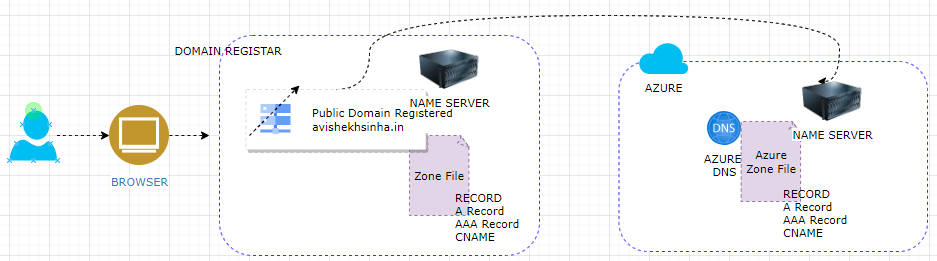 DOMAIN REGISTAR
NAME SERVER
Public Domain Registered
avishekhsinha.in
Zone File
RECORD
A Record
AAA Record
CNAME
BROWSER
AZURE
NAME SERVER
DNS
AZURE
DNS
Azure
Zone File
RECORD
A Record
AAA Record
CNAME